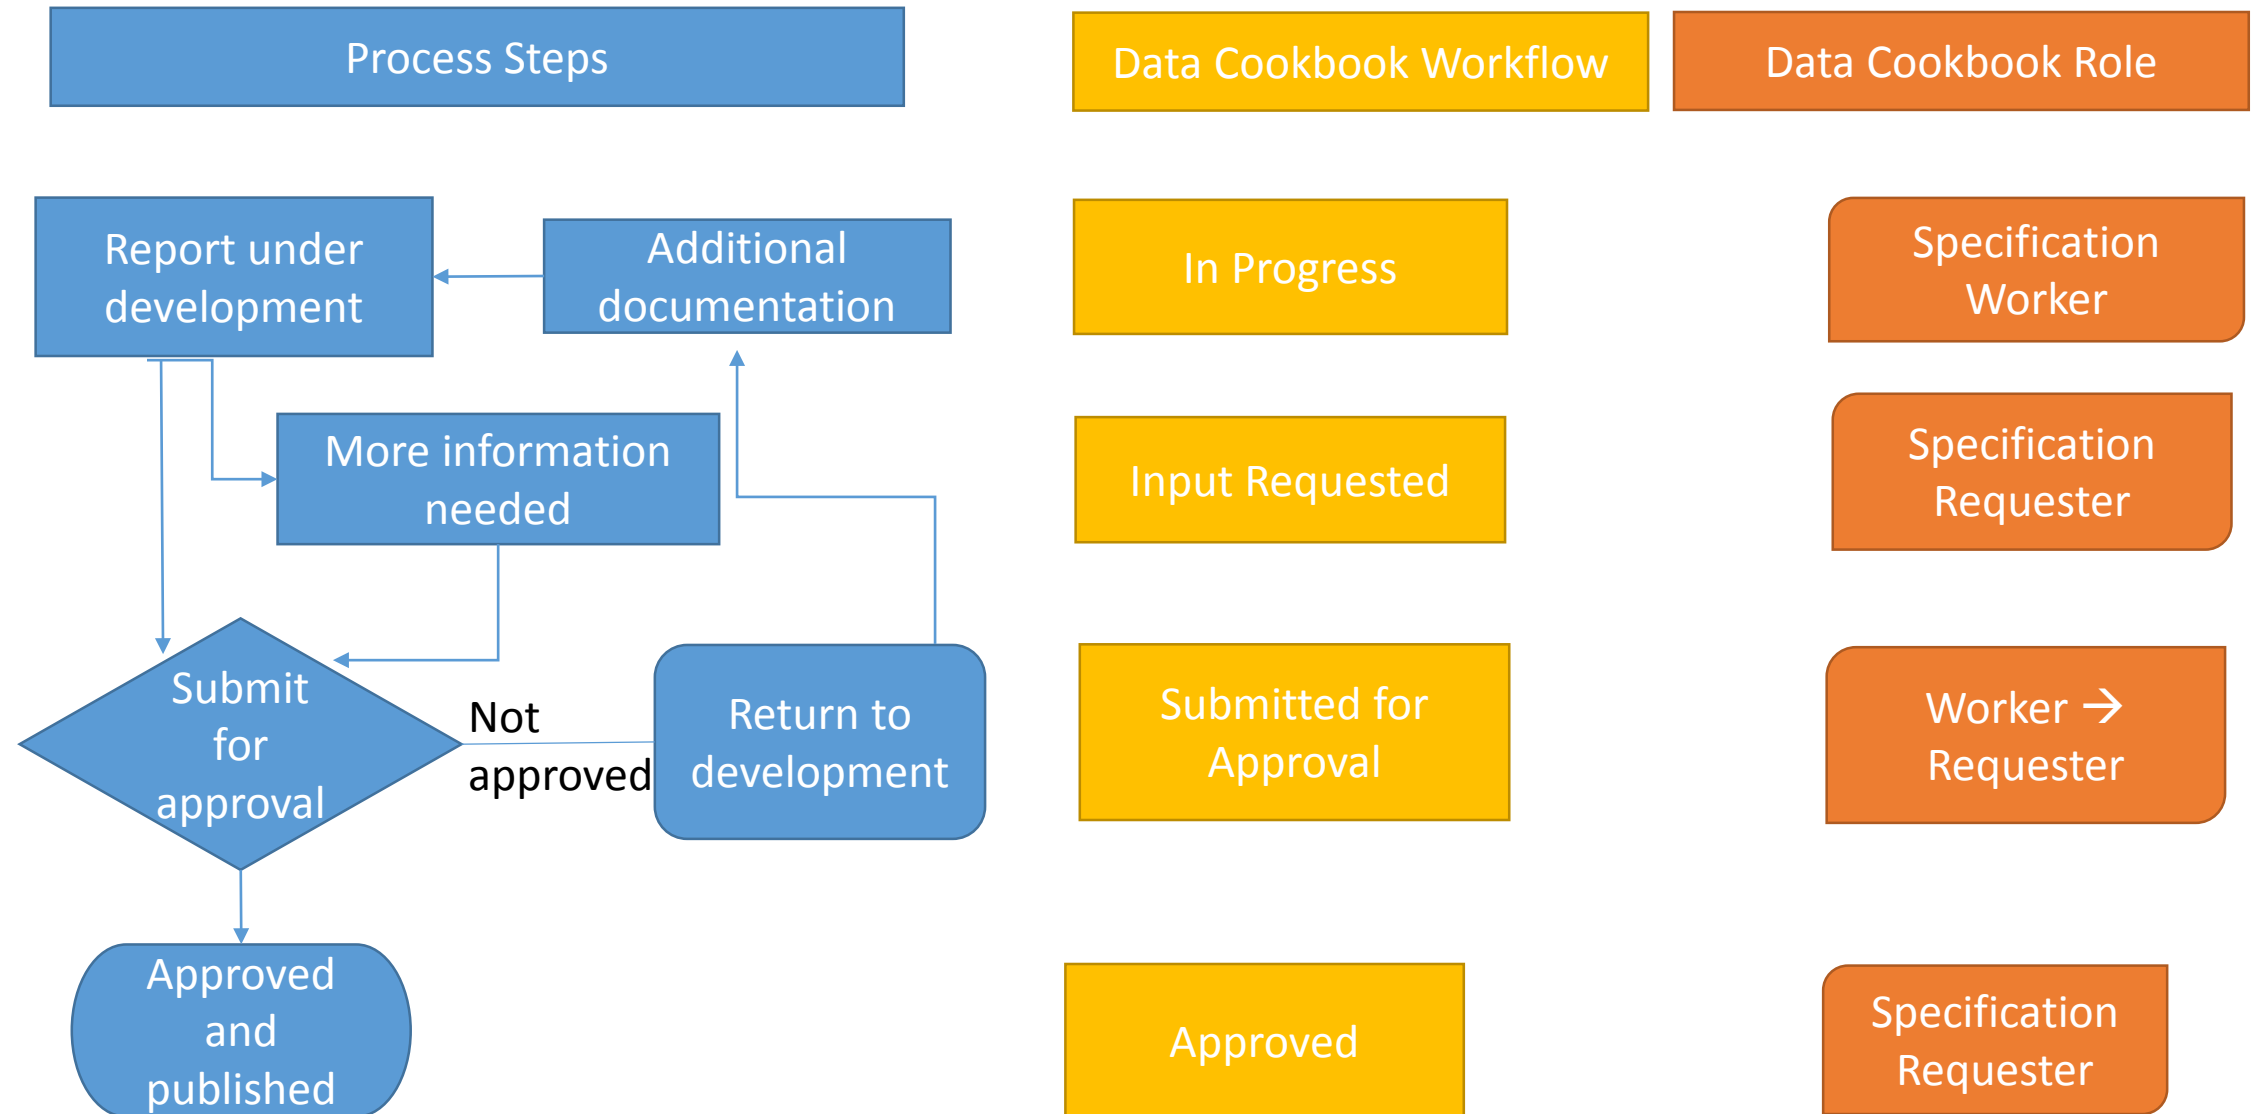 Process Steps
Data Cookbook Workflow
Data Cookbook Role
Report under
development
Additional
documentation
In Progress
Specification
Worker
More information
needed
Input Requested
Specification
Requester
Submit
for
approval
Not
approved
Return to
development
Submitted for
Approval
Worker →
Requester
Approved
and
published
Approved
Specification
Requester